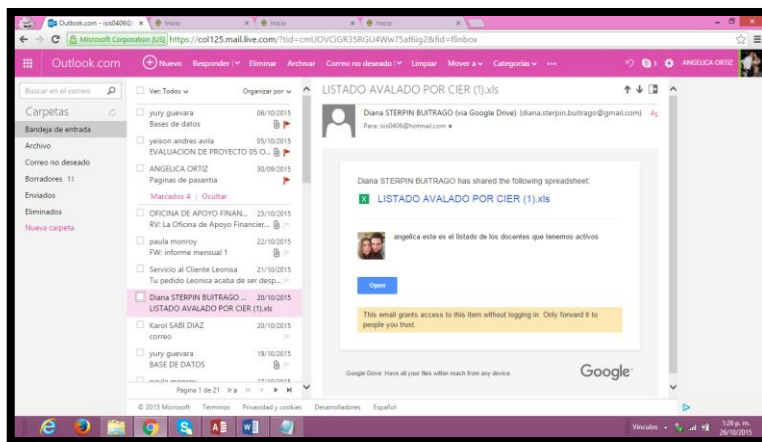 Outlook.com - isis0406@
Inicio
Inicio
Inicio
Microsoft Corporation [US] https://col125.mail.live.com/?tid=cmUOVCiGR35RGU4Ww75af6ig2&fid=flinbox
Outlook.com
Nuevo Responder Eliminar Archivar Correo no deseado Limpiar Mover a Categorías ...
1
ANGELICA ORTIZ
Buscar en el correo
Carpetas
Bandeja de entrada
Archivo
Correo no deseado
Borradores 11
Enviados
Eliminados
Nueva carpeta
Ver: Todos Organizar por
yury guevara 06/10/2015
Bases de datos
yeison andres avila 05/10/2015
EVALUACION DE PROYECTO 05 O...
ANGELICA ORTIZ 30/09/2015
Paginas de pasantia
Marcados 4 | Ocultar
OFICINA DE APOYO FINAN... 23/10/2015
RV: La Oficina de Apoyo Financier...
paula monroy 22/10/2015
FW: informe mensual 1
Servicio al Cliente Leonisa 21/10/2015
Tu pedido Leonisa acaba de ser desp...
Diana STERPIN BUITRAGO ... 20/10/2015
LISTADO AVALADO POR CIER (1).xls
Karol SABI DIAZ 20/10/2015
correo
yury guevara 19/10/2015
BASE DE DATOS
paula monroy 17/10/2015
Página 1 de 21 Ir a
LISTADO AVALADO POR CIER (1).xls
Diana STERPIN BUITRAGO (via Google Drive) (diana.sterpin.buitrago@gmail.com)
Para: isis0406@hotmail.com
Diana STERPIN BUITRAGO has shared the following spreadsheet:
LISTADO AVALADO POR CIER (1).xls
angelica este es el listado de los docentes que tenemos activos
Open
This email grants access to this item without logging in. Only forward it to
people you trust.
Google Drive: Have all your files within reach from any device.
Google
© 2015 Microsoft Términos Privacidad y cookies Desarrolladores Español
Vínculos
1:26 p. m.
26/10/2015